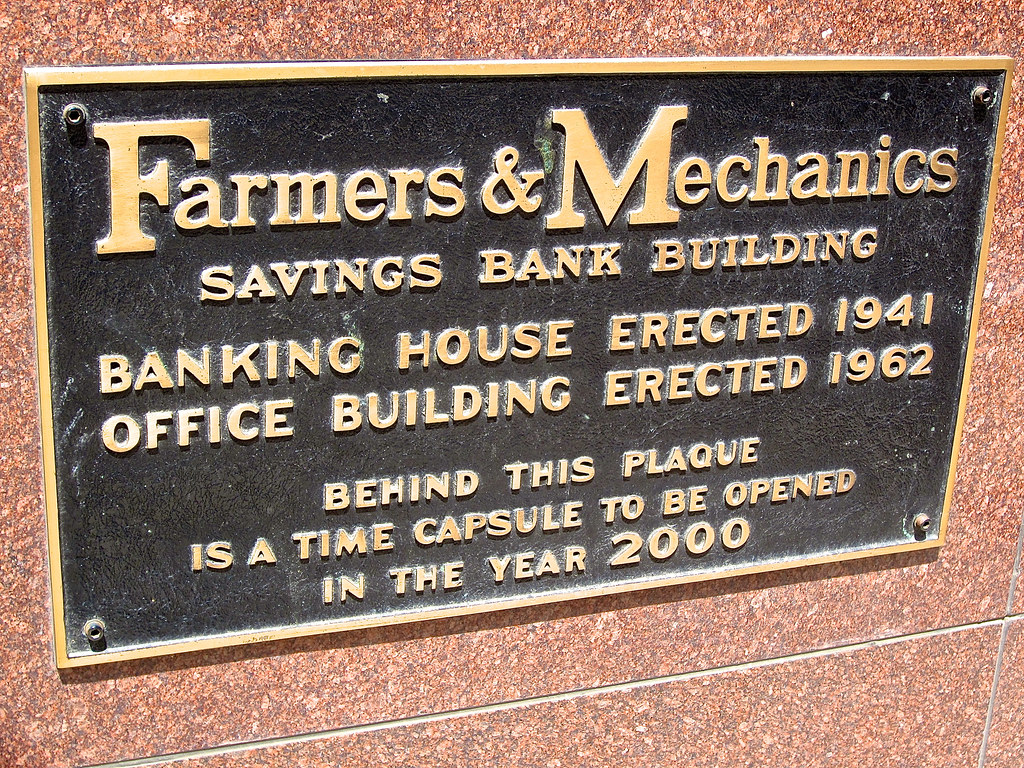 Farmers & Mechanics
SAVINGS BANK BUILDING
BANKING HOUSE ERECTED 1941
OFFICE BUILDING ERECTED 1962
BEHIND THIS PLAQUE
IS A TIME CAPSULE TO BE OPENED
IN THE YEAR 2000